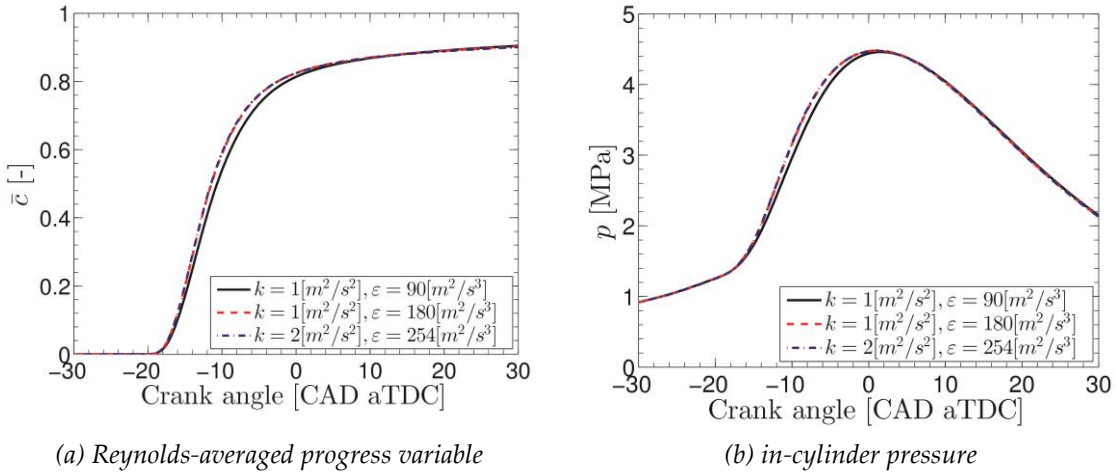 1
0.8
0.6
0.4
0.2
0
c̄ [-]
k = 1[m²/s²], ε = 90[m²/s³]
k = 1[m²/s²], ε = 180[m²/s³]
k = 2[m²/s²], ε = 254[m²/s³]
−30 −20 −10 0 10 20 30
Crank angle [CAD aTDC]
(a) Reynolds-averaged progress variable
5
4
3
2
1
0
p [MPa]
k = 1[m²/s²], ε = 90[m²/s³]
k = 1[m²/s²], ε = 180[m²/s³]
k = 2[m²/s²], ε = 254[m²/s³]
−30 −20 −10 0 10 20 30
Crank angle [CAD aTDC]
(b) in-cylinder pressure